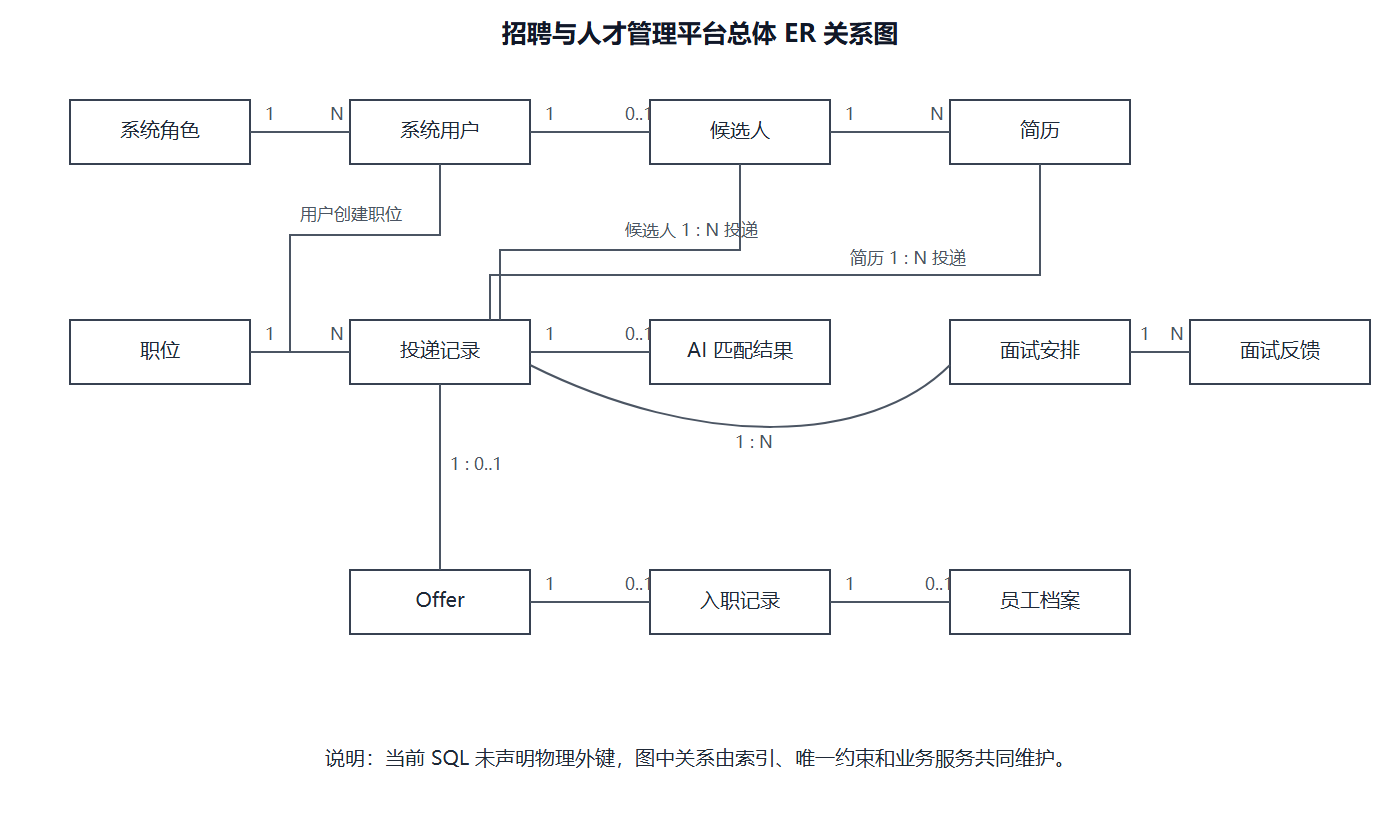 招聘与人才管理平台总体 ER 关系图
系统角色 1 N 系统用户 1 0..1 候选人 1 N 简历
用户创建职位
候选人 1 : N 投递
简历 1 : N 投递
职位 1 N 投递记录 1 0..1 AI 匹配结果 面试安排 1 N 面试反馈
1 : N
1 : 0..1
Offer 1 0..1 入职记录 1 0..1 员工档案
说明：当前 SQL 未声明物理外键，图中关系由索引、唯一约束和业务服务共同维护。